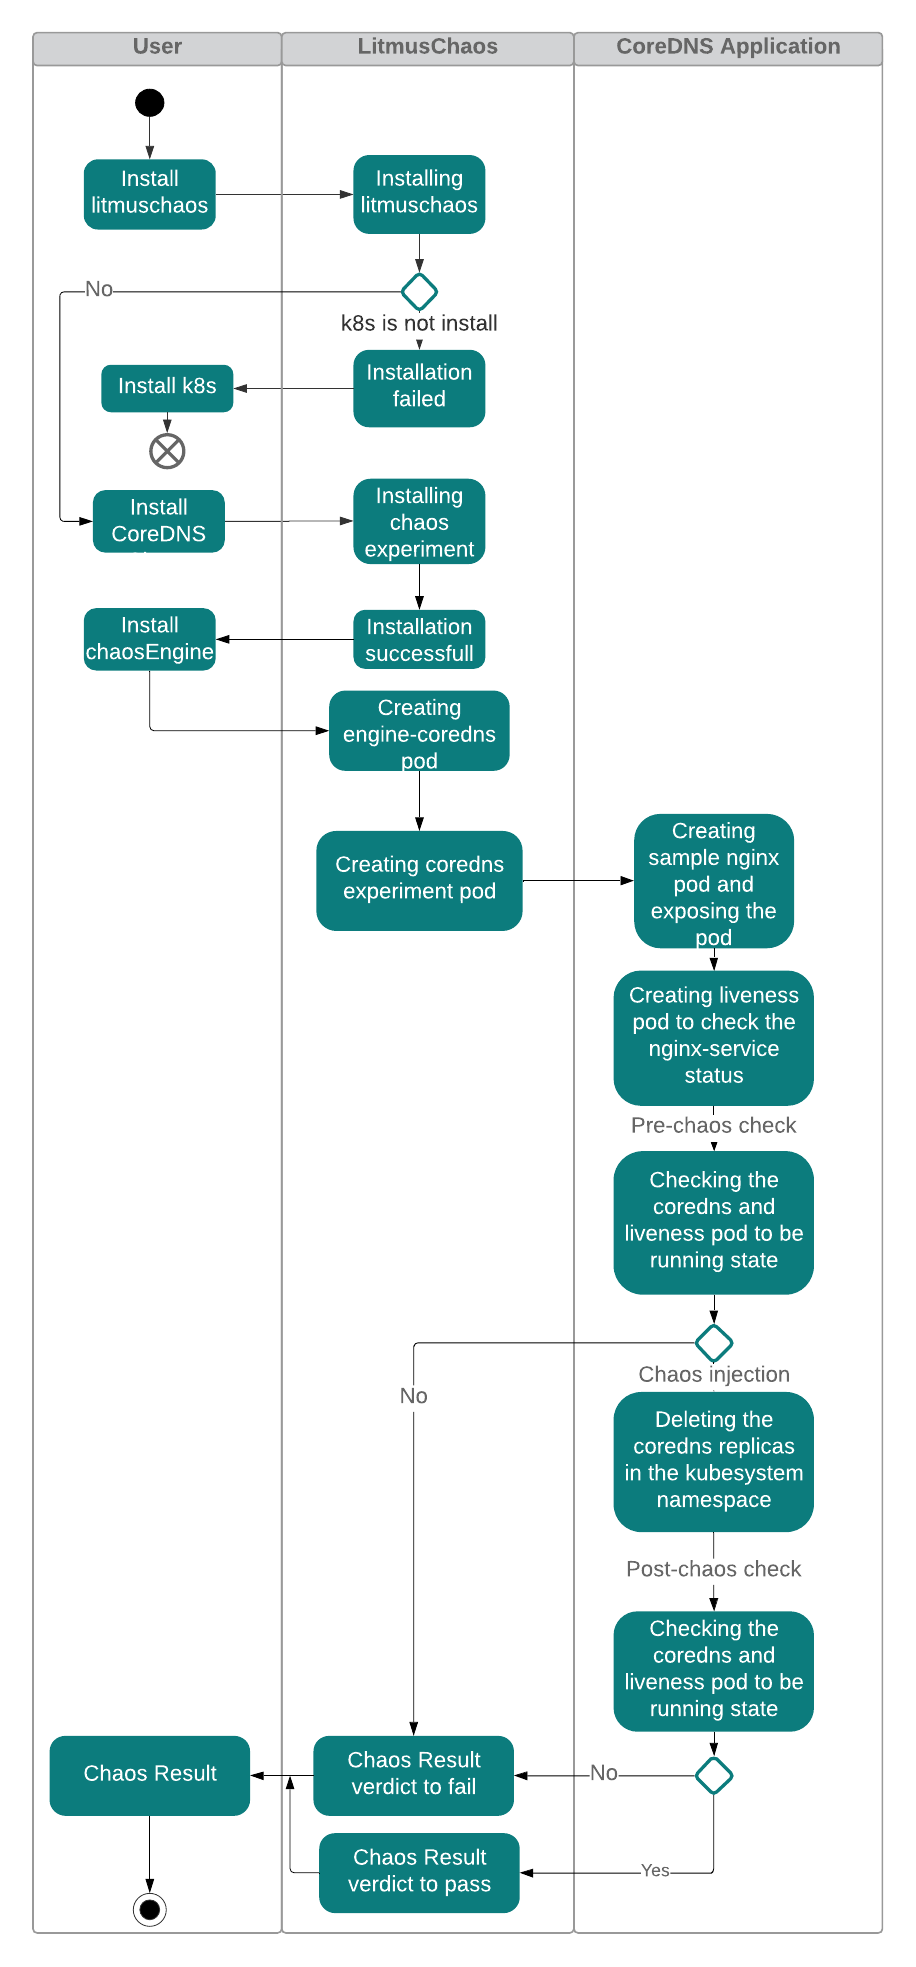 User
LitmusChaos
CoreDNS Application
Install
litmuschaos
Installing
litmuschaos
No
k8s is not install
Installation
failed
Install k8s
Install
CoreDNS
Installing
chaos
experiment
Install
chaosEngine
Installation
successfull
Creating
engine-coredns
pod
Creating coredns
experiment pod
Creating
sample nginx
pod and
exposing the
pod
Creating liveness
pod to check the
nginx-service
status
Pre-chaos check
Checking the
coredns and
liveness pod to be
running state
Chaos injection
No
Deleting the
coredns replicas
in the kubesystem
namespace
Post-chaos check
Checking the
coredns and
liveness pod to be
running state
Chaos Result
Chaos Result
verdict to fail
No
Chaos Result
verdict to pass
Yes